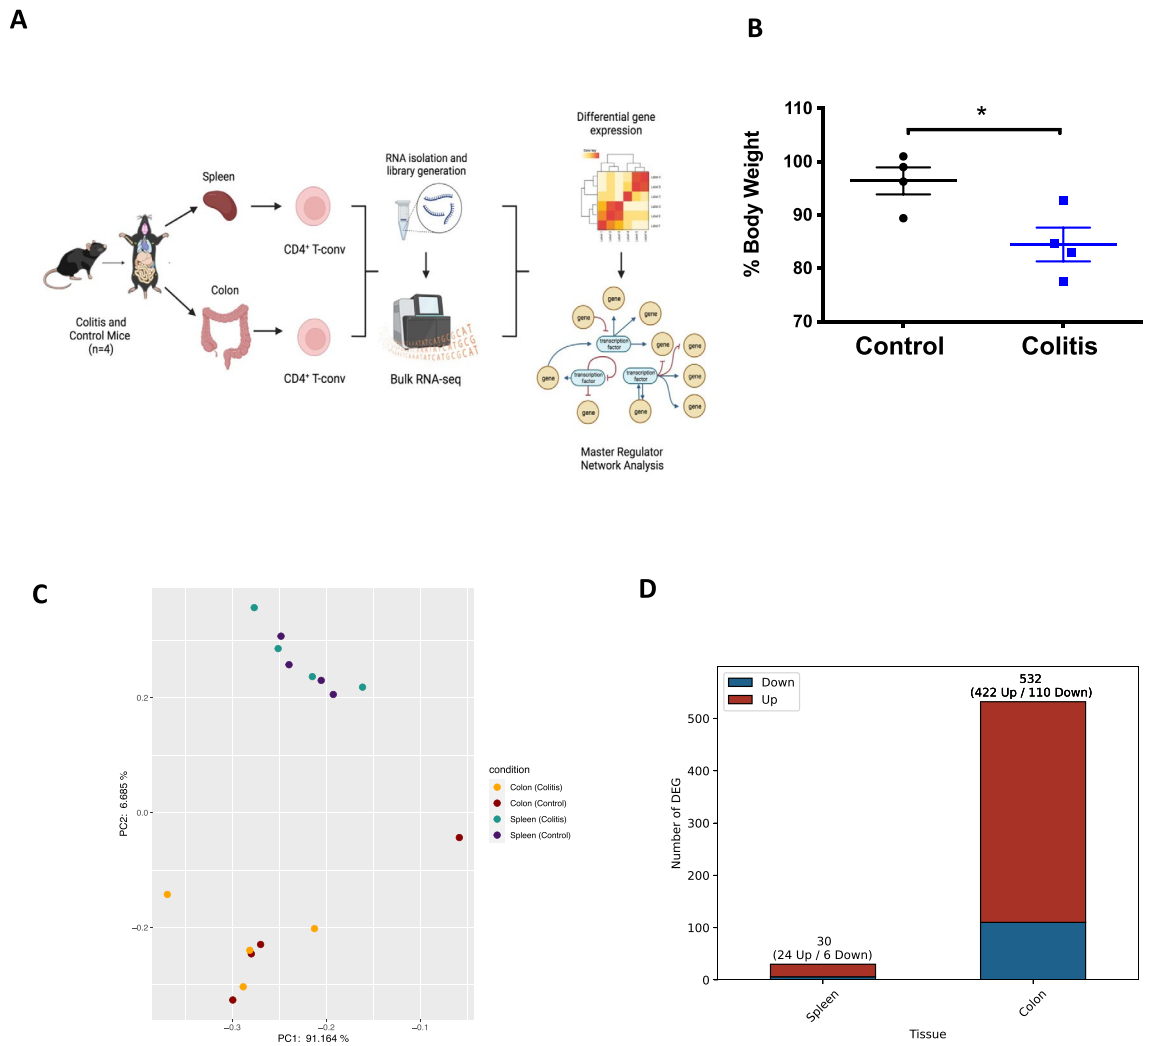 A
Differential gene
expression
RNA isolation and
library generation
Spleen
CD4⁺ T-conv
Colon
Colitis and
Control Mice
(n=4)
CD4⁺ T-conv
Bulk RNA-seq
gene
gene
gene
transcription
factor
gene
gene
gene
transcription
factor
transcription
factor
gene
gene
gene
gene
Master Regulator
Network Analysis
B
110
100
90
80
70
% Body Weight
*
Control
Colitis
C
0.2
0.0
−0.2
PC2: 6.685 %
−0.3
−0.2
−0.1
PC1: 91.164 %
condition
Colon (Colitis)
Colon (Control)
Spleen (Colitis)
Spleen (Control)
D
Down
Up
532
(422 Up / 110 Down)
30
(24 Up / 6 Down)
500
400
300
200
100
0
Number of DEG
Spleen
Colon
Tissue